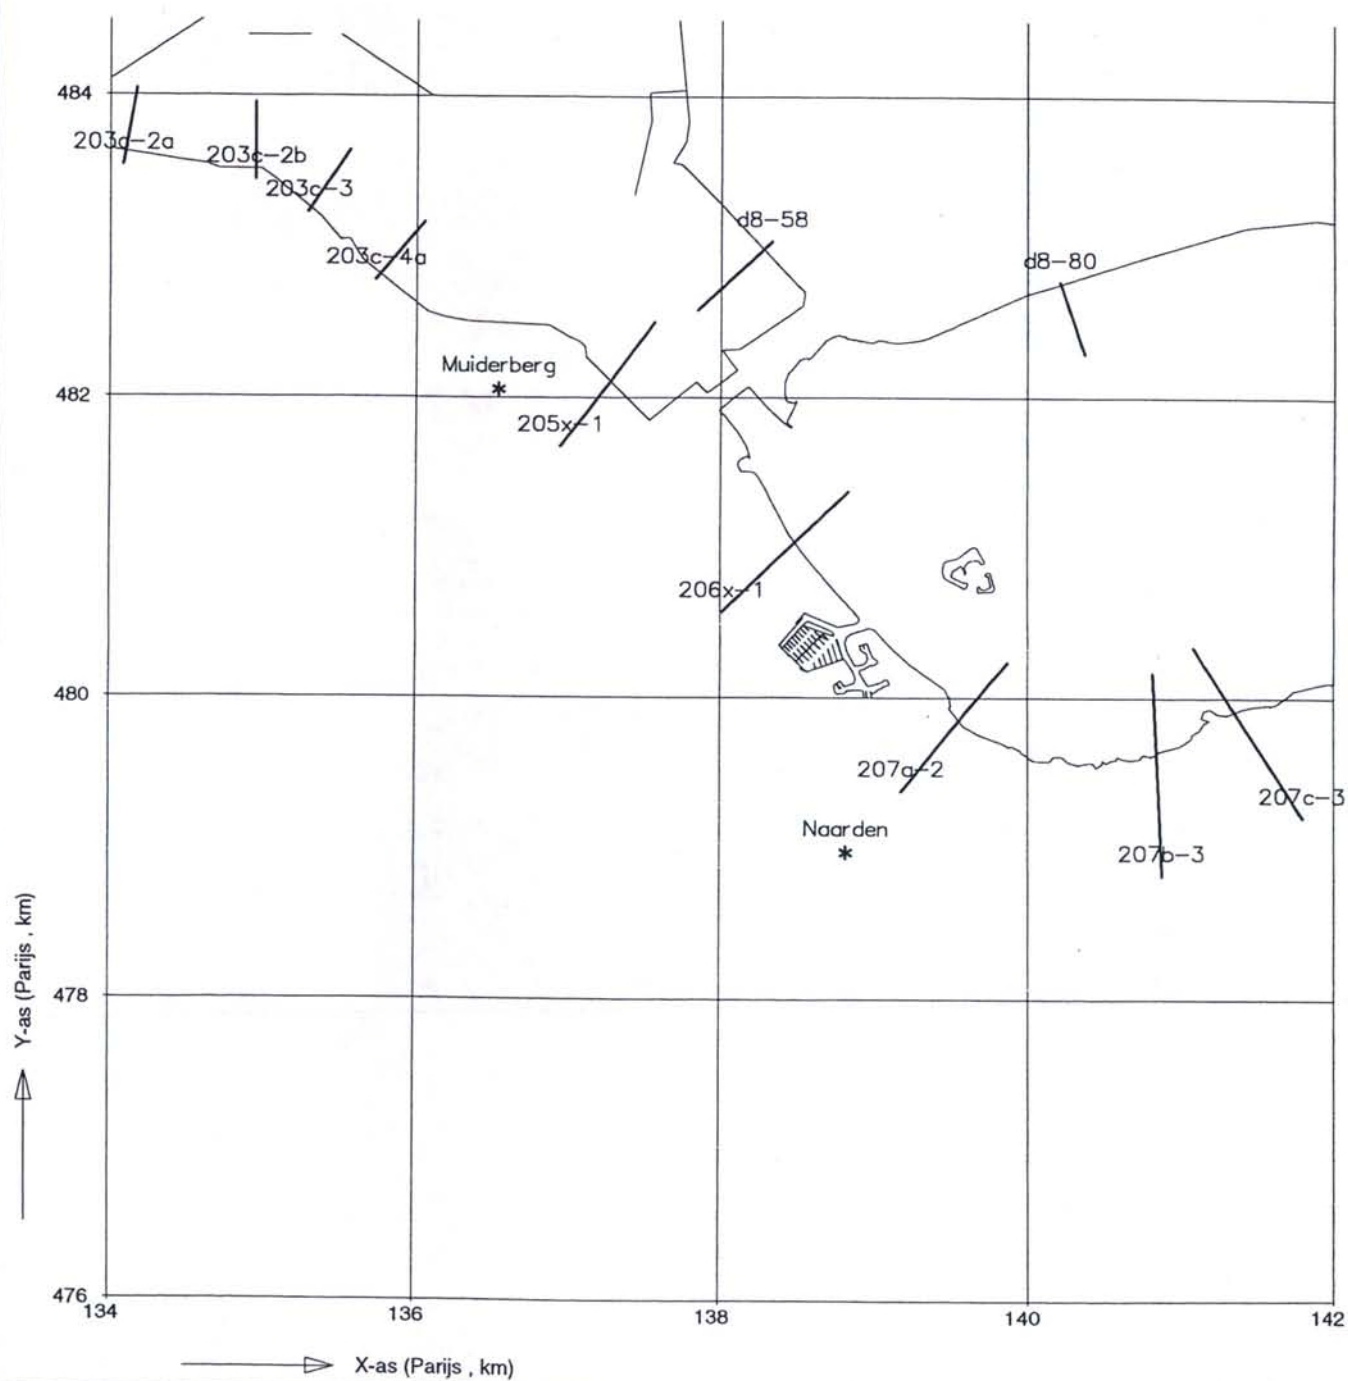 484
203c-2a
203c-2b
203c-3
d8-58
203c-4a
d8-80
Muiderberg
*
482
205x-1
206x-1
480
207a-2
207c-3
Naarden
*
207b-3
Y-as (Parijs , km)
478
476
134
136
138
140
142
X-as (Parijs , km)